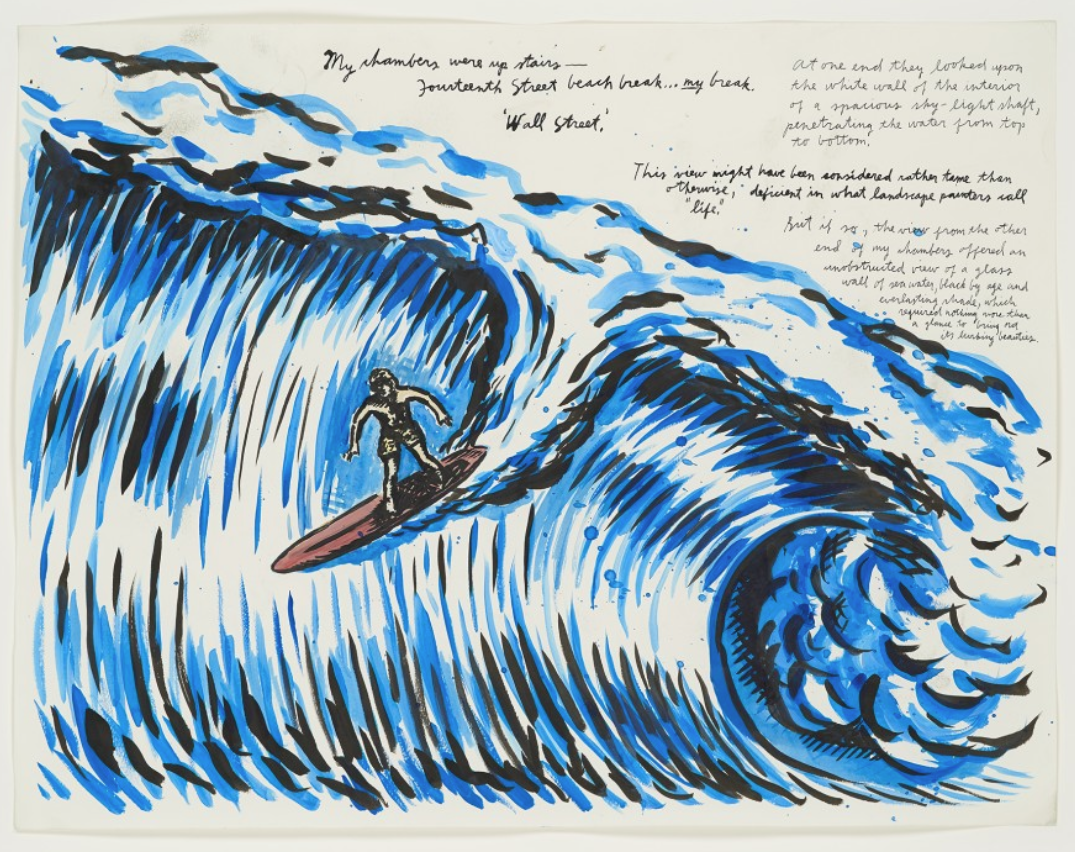 My chambers were up stairs —
Fourteenth Street beach break... my break.
'Wall Street.'
At one end they looked upon
the white wall of the interior
of a spacious sky-light shaft,
penetrating the water from top
to bottom.
This view might have been considered rather tame than
otherwise, deficient in what landscape painters call
"life."
But if so, the view from the other
end of my chambers offered an
unobstructed view of a glass
wall of sea water, black by age and
everlasting shade, which
required nothing more than
a glance to bring out
its lurking beauties.